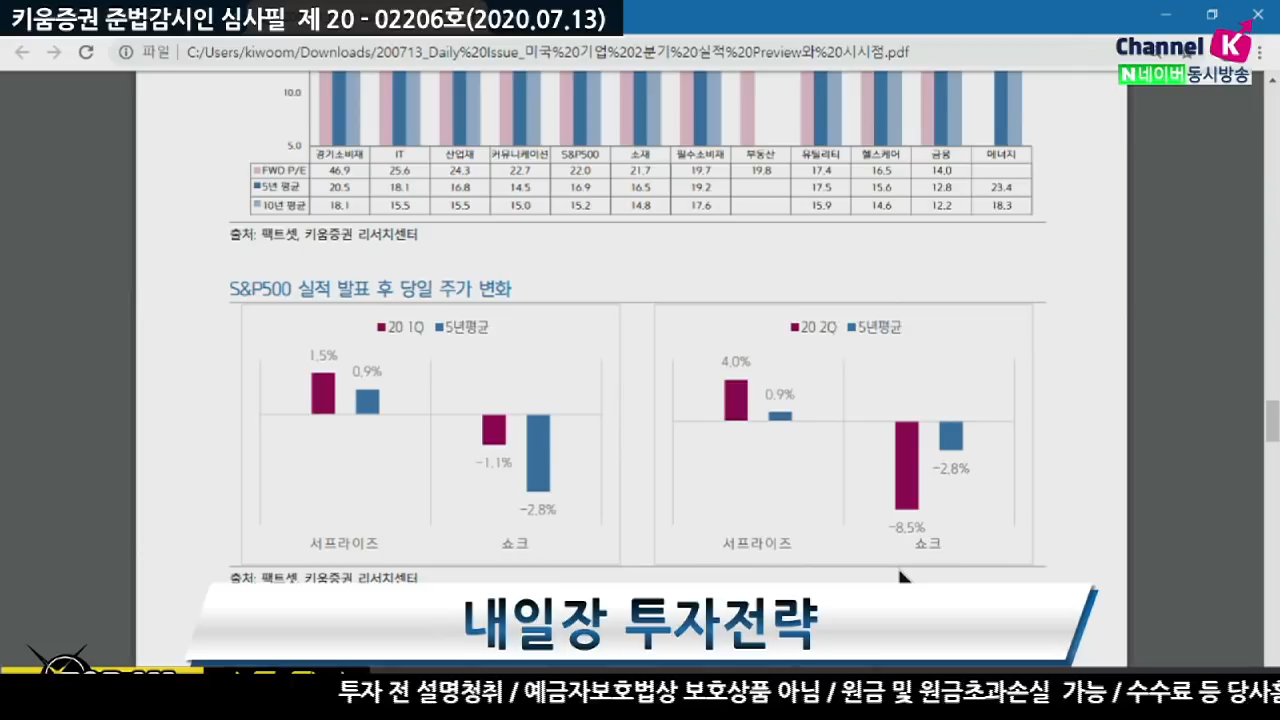 키움증권 준법감시인 심사필 제 20 - 02206호(2020.07.13)
파일 | C:/Users/kiwoom/Downloads/200713_Daily%20Issue_미국%20기업%202분기%20실적%20Preview와%20시시점.pdf
Channel K
N 네이버 동시방송
10.0
5.0
경기소비재 IT 산업재 커뮤니케이션 S&P500 소재 필수소비재 부동산 유틸리티 헬스케어 금융 에너지
FWD P/E 46.9 25.6 24.3 22.7 22.0 21.7 19.7 19.8 17.4 16.5 14.0
5년 평균 20.5 18.1 16.8 14.5 16.9 16.5 19.2 17.5 15.6 12.8 23.4
10년 평균 18.1 15.5 15.5 15.0 15.2 14.8 17.6 15.9 14.6 12.2 18.3
출처: 팩트셋, 키움증권 리서치센터
S&P500 실적 발표 후 당일 주가 변화
20 1Q 5년평균
1.5%
0.9%
-1.1%
-2.8%
서프라이즈 쇼크
20 2Q 5년평균
4.0%
0.9%
-2.8%
-8.5%
서프라이즈 쇼크
출처: 팩트셋, 키움증권 리서치센터
내일장 투자전략
투자 전 설명청취 / 예금자보호법상 보호상품 아님 / 원금 및 원금초과손실 가능 / 수수료 등 당사홈